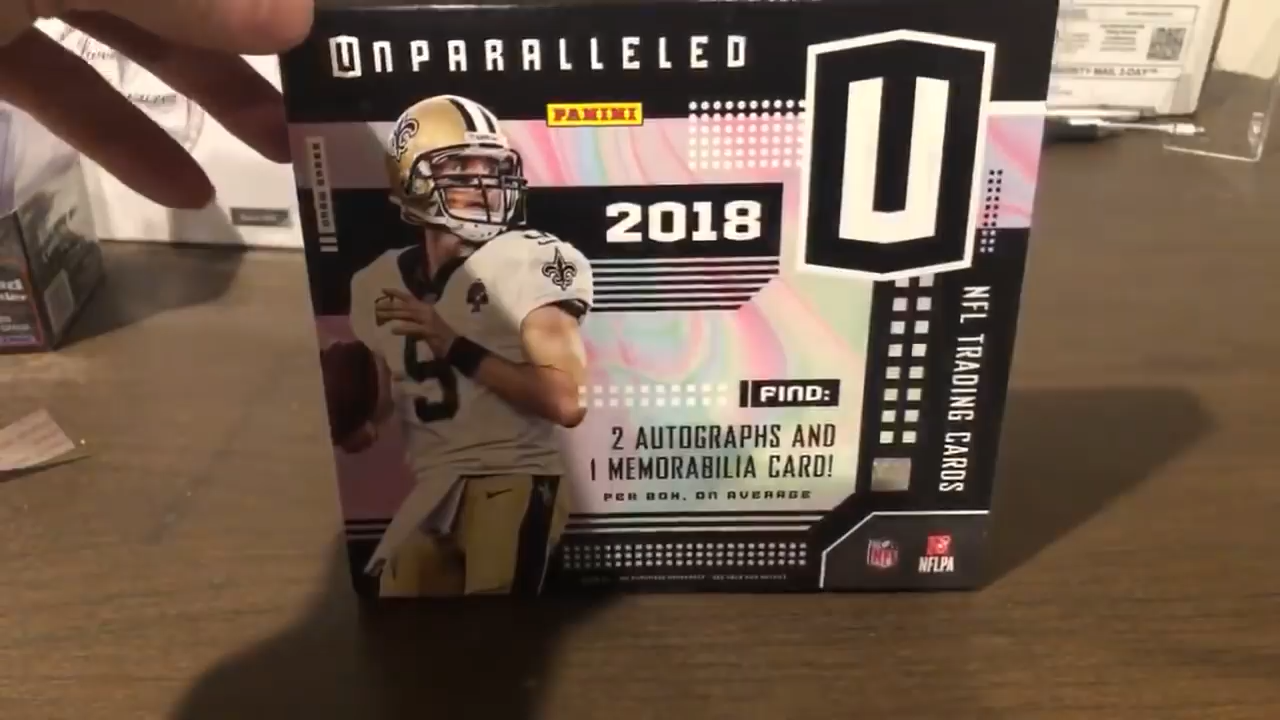 UNPARALLELED
PANINI
2018
U
FIND:
2 AUTOGRAPHS AND
1 MEMORABILIA CARD!
PER BOX, ON AVERAGE
NFL TRADING CARDS
NFL
NFLPA
9